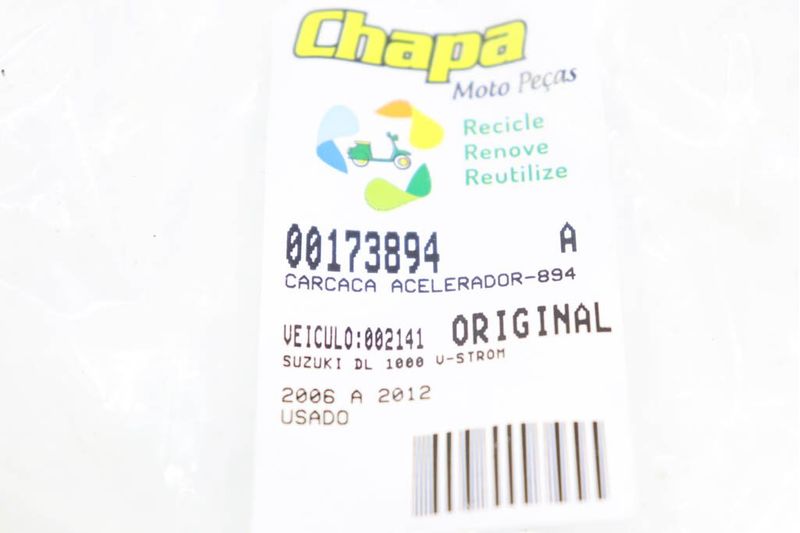 Chapa
Moto Peças
Recicle
Renove
Reutilize
00173894 A
CARCACA ACELERADOR-894
VEICULO:002141 ORIGINAL
SUZUKI DL 1000 V-STROM
2006 A 2012
USADO